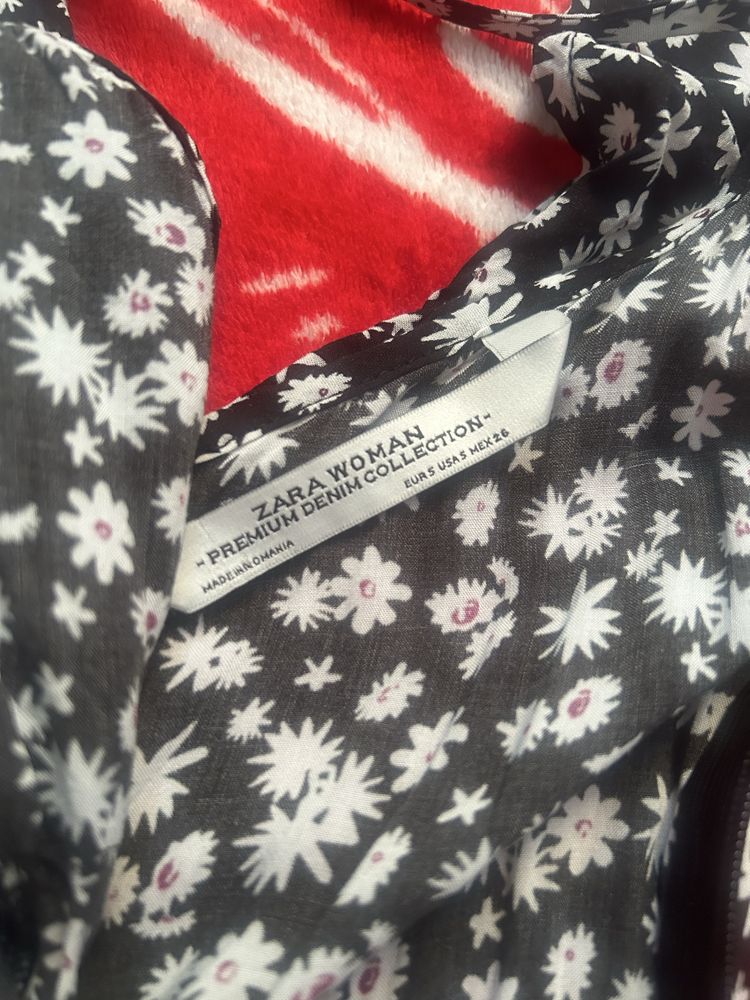 ZARA WOMAN
-PREMIUM DENIM COLLECTION-
EUR S USA S MEX 26
MADE IN ROMANIA